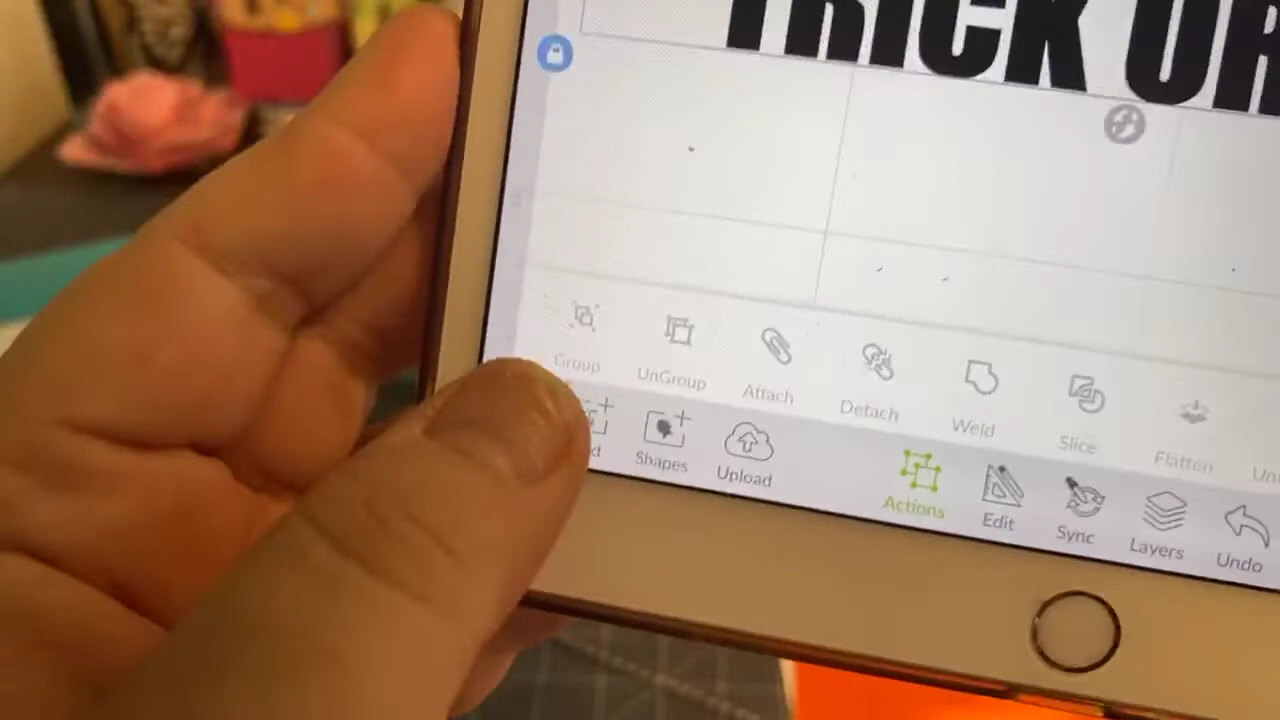 TRICK OR
Group UnGroup Attach Detach Weld Slice Flatten
Shapes Upload Actions Edit Sync Layers Undo